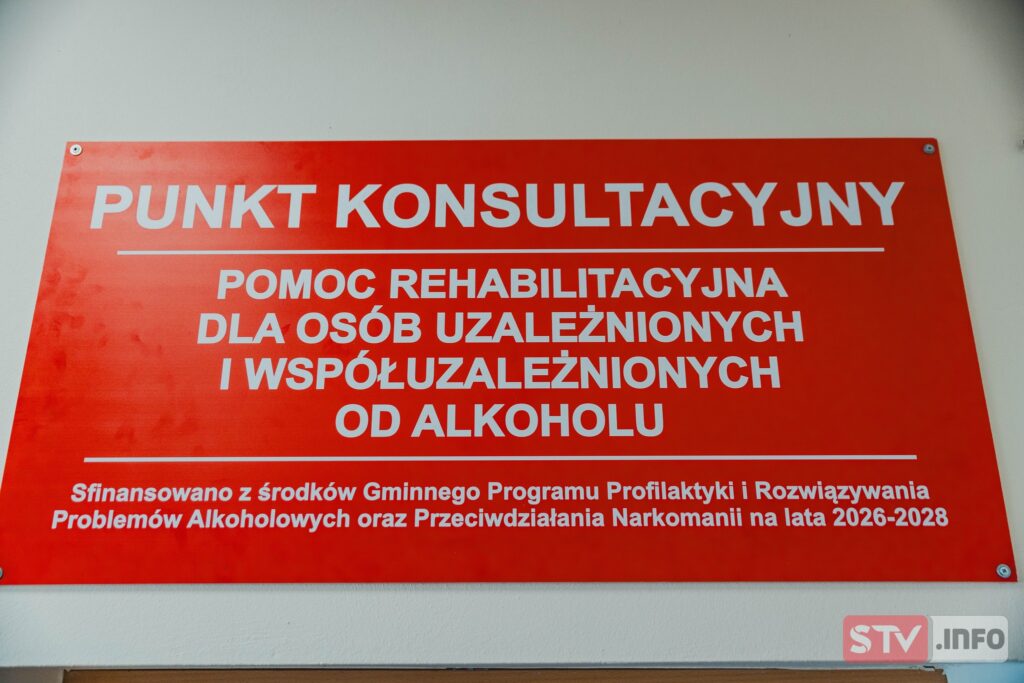 PUNKT KONSULTACYJNY
POMOC REHABILITACYJNA
DLA OSÓB UZALEŻNIONYCH
I WSPÓŁUZALEŻNIONYCH
OD ALKOHOLU
Sfinansowano z środków Gminnego Programu Profilaktyki i Rozwiązywania
Problemów Alkoholowych oraz Przeciwdziałania Narkomanii na lata 2026-2028
STV.INFO